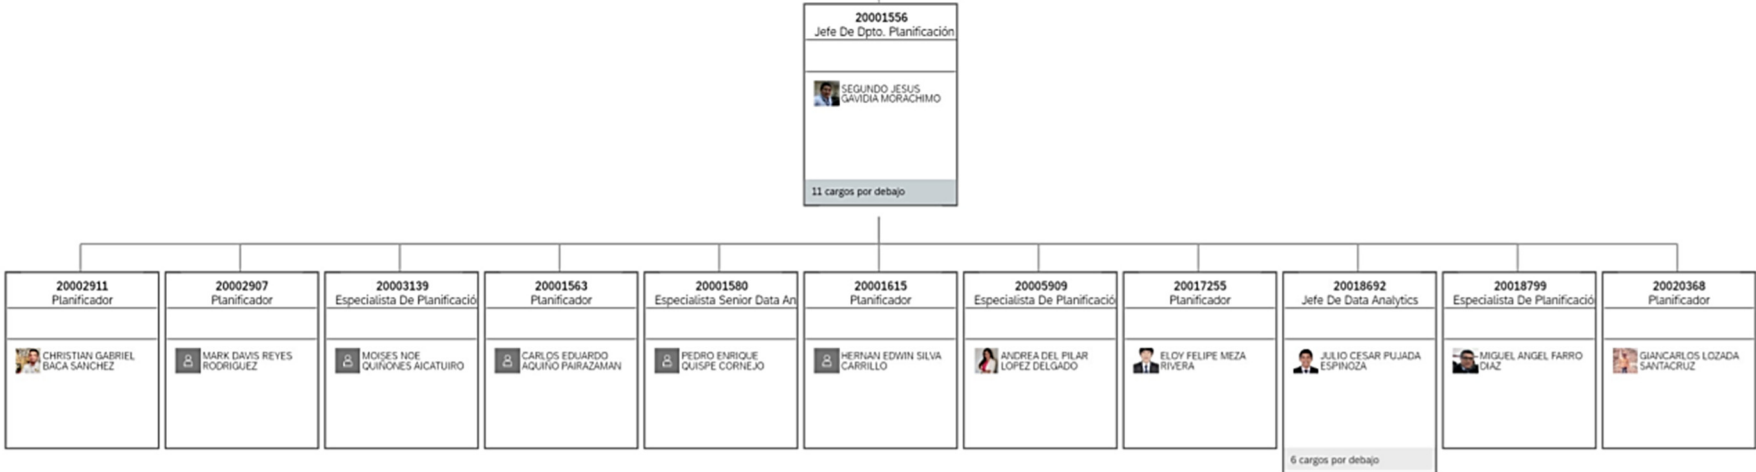 20001556
Jefe De Dpto. Planificación
SEGUNDO JESUS
GAVIDIA MORACHIMO
11 cargos por debajo
20002911
Planificador
CHRISTIAN GABRIEL
BACA SANCHEZ
20002907
Planificador
MARK DAVIS REYES
RODRIGUEZ
20003139
Especialista De Planificació
MOISES NOE
QUIÑONES AICATUIRO
20001563
Planificador
CARLOS EDUARDO
AQUINO PAIRAZAMAN
20001580
Especialista Senior Data An
PEDRO ENRIQUE
QUISPE CORNEJO
20001615
Planificador
HERNAN EDWIN SILVA
CARRILLO
20005909
Especialista De Planificació
ANDREA DEL PILAR
LOPEZ DELGADO
20017255
Planificador
ELOY FELIPE MEZA
RIVERA
20018692
Jefe De Data Analytics
JULIO CESAR PUJADA
ESPINOZA
6 cargos por debajo
20018799
Especialista De Planificació
MIGUEL ANGEL FARRO
DIAZ
20020368
Planificador
GIANCARLOS LOZADA
SANTACRUZ